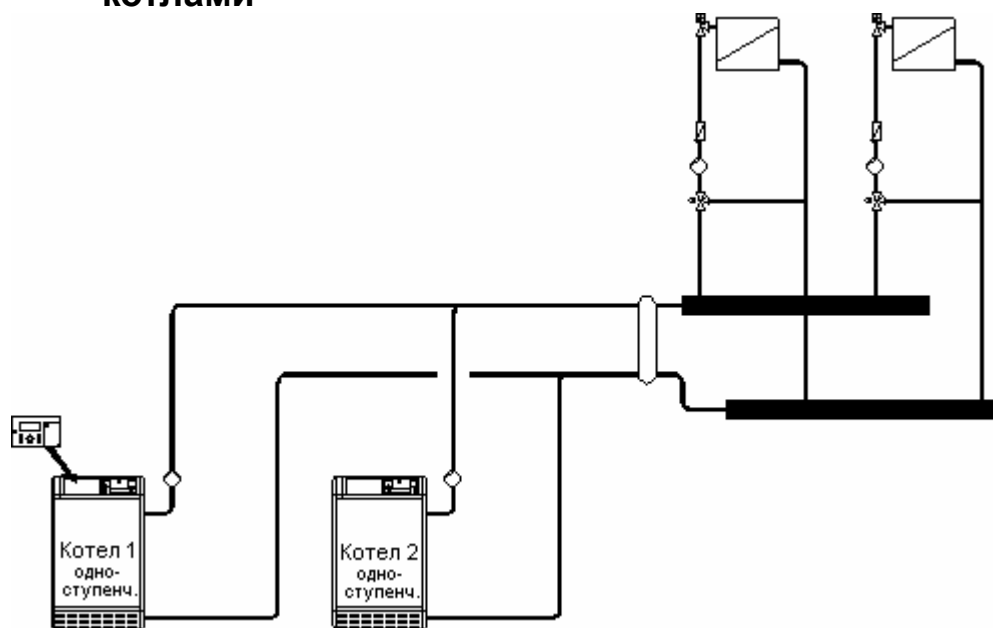 котлами
Котел 1
одно-
ступенч.
Котел 2
одно-
ступенч.